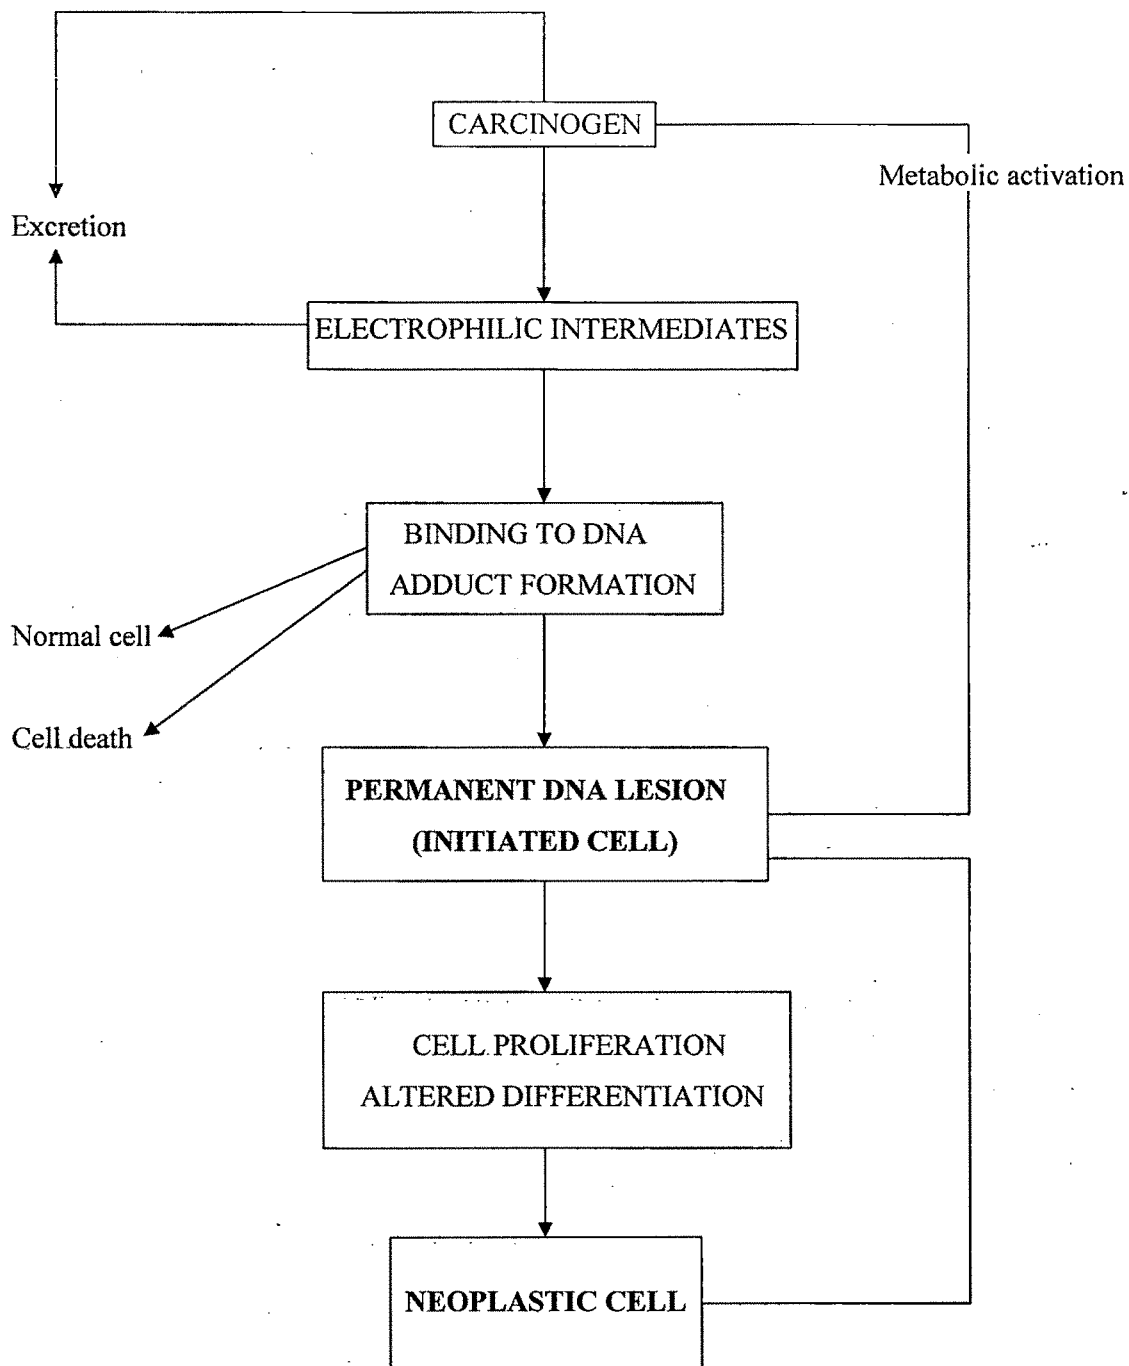 CARCINOGEN
Metabolic activation
Excretion
ELECTROPHILIC INTERMEDIATES
BINDING TO DNA
ADDUCT FORMATION
Normal cell
Cell death
PERMANENT DNA LESION
(INITIATED CELL)
CELL PROLIFERATION
ALTERED DIFFERENTIATION
NEOPLASTIC CELL